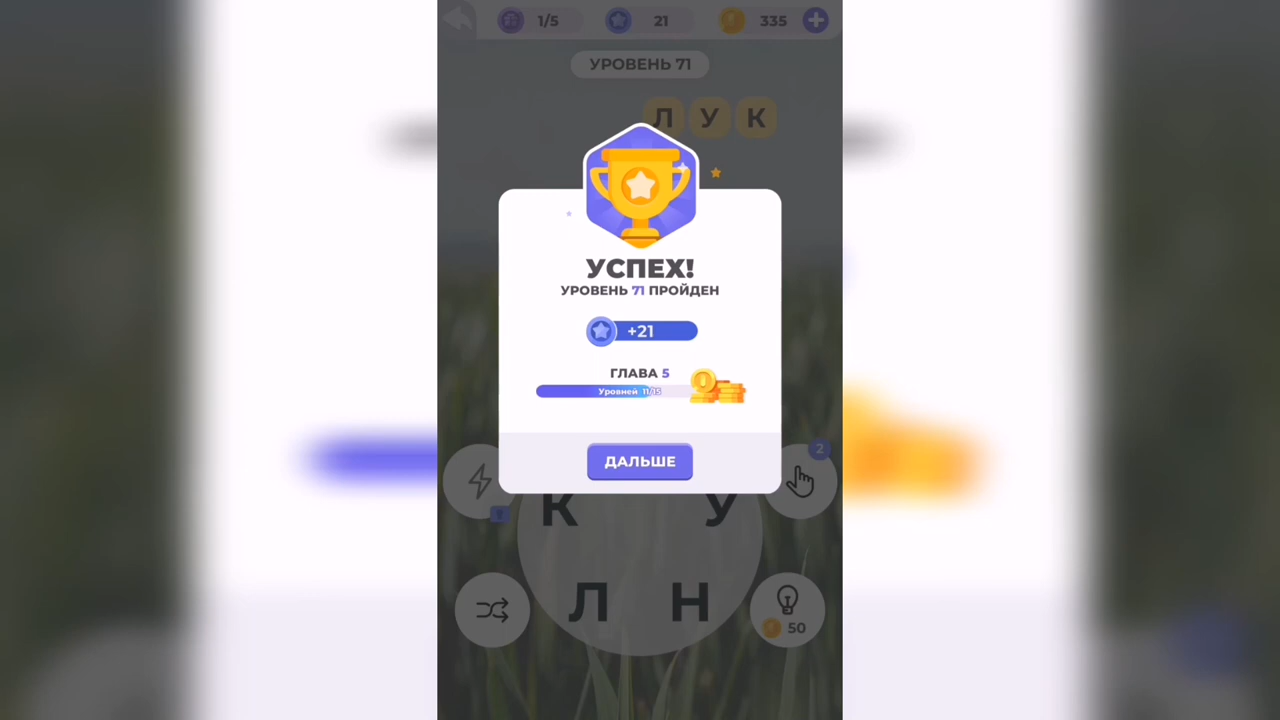 1/5
21
335
УРОВЕНЬ 71
ЛУК
УСПЕХ!
УРОВЕНЬ 71 ПРОЙДЕН
+21
ГЛАВА 5
Уровней 11/15
ДАЛЬШЕ
2
К У
Л Н
50